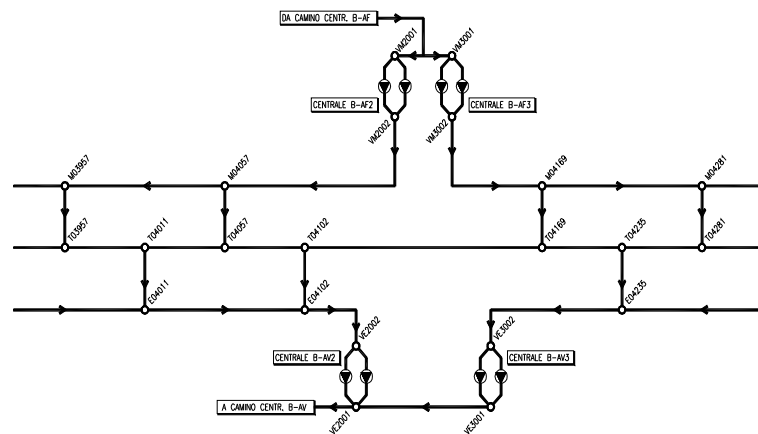 DA CAMINO CENTR. B-AF
VM2001
VM3001
CENTRALE B-AF2
CENTRALE B-AF3
VM2002
VM3002
M03957
M04057
M04169
M04281
T03957
T04011
T04057
T04102
T04169
T04235
T04281
E04011
E04102
E04235
VE2002
VE3002
CENTRALE B-AV2
CENTRALE B-AV3
A CAMINO CENTR. B-AV
VE2001
VE3001